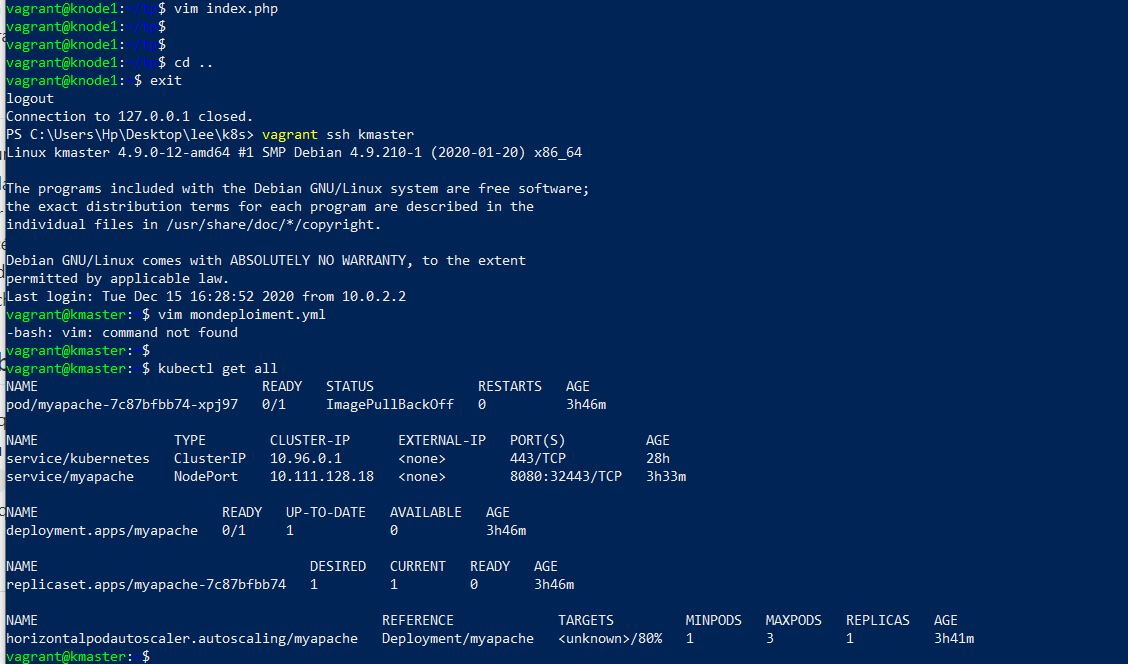 vagrant@knode1:~/tp$ vim index.php
vagrant@knode1:~/tp$
vagrant@knode1:~/tp$
vagrant@knode1:~/tp$ cd ..
vagrant@knode1:~$ exit
logout
Connection to 127.0.0.1 closed.
PS C:\Users\Hp\Desktop\lee\k8s> vagrant ssh kmaster
Linux kmaster 4.9.0-12-amd64 #1 SMP Debian 4.9.210-1 (2020-01-20) x86_64
The programs included with the Debian GNU/Linux system are free software;
the exact distribution terms for each program are described in the
individual files in /usr/share/doc/*/copyright.
Debian GNU/Linux comes with ABSOLUTELY NO WARRANTY, to the extent
permitted by applicable law.
Last login: Tue Dec 15 16:28:52 2020 from 10.0.2.2
vagrant@kmaster:~$ vim mondeploiment.yml
-bash: vim: command not found
vagrant@kmaster:~$
vagrant@kmaster:~$ kubectl get all
NAME READY STATUS RESTARTS AGE
pod/myapache-7c87bfbb74-xpj97 0/1 ImagePullBackOff 0 3h46m
NAME TYPE CLUSTER-IP EXTERNAL-IP PORT(S) AGE
service/kubernetes ClusterIP 10.96.0.1 <none> 443/TCP 28h
service/myapache NodePort 10.111.128.18 <none> 8080:32443/TCP 3h33m
NAME READY UP-TO-DATE AVAILABLE AGE
deployment.apps/myapache 0/1 1 0 3h46m
NAME DESIRED CURRENT READY AGE
replicaset.apps/myapache-7c87bfbb74 1 1 0 3h46m
NAME REFERENCE TARGETS MINPODS MAXPODS REPLICAS AGE
horizontalpodautoscaler.autoscaling/myapache Deployment/myapache <unknown>/80% 1 3 1 3h41m
vagrant@kmaster:~$